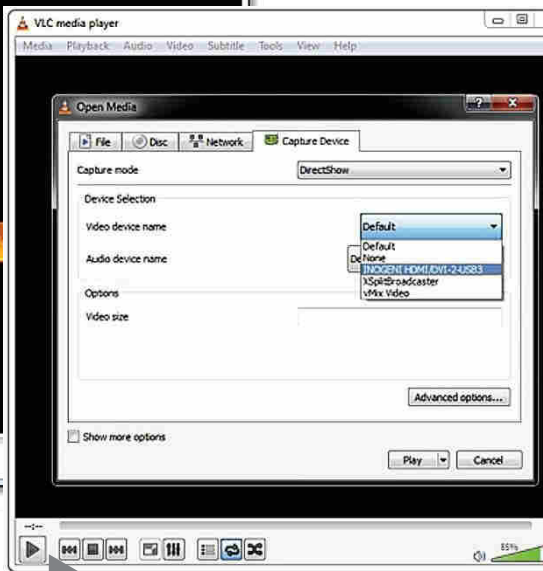 VLC media player
Media Playback Audio Video Subtitle Tools View Help
Open Media
File Disc Network Capture Device
Capture mode DirectShow
Device Selection
Video device name Default
Default
None
INOGENI HDMI/DVI-2-USB3
XSplitBroadcaster
vMix Video
Audio device name De
Options
Video size
Advanced options...
Show more options
Play Cancel
--:--
85%